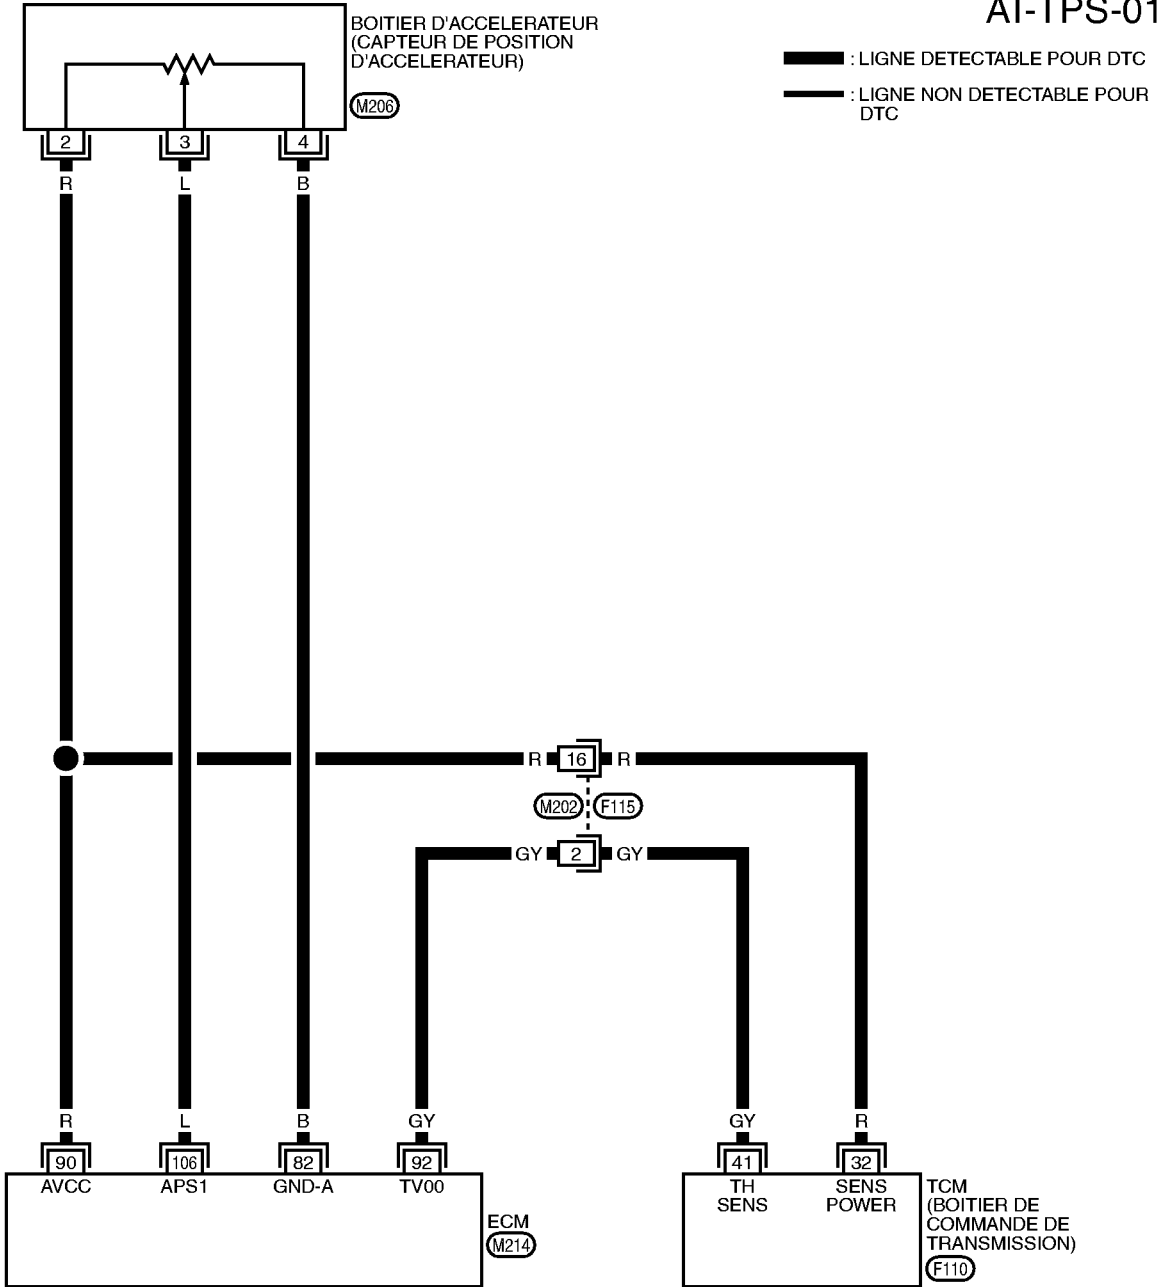 AT-TPS-01
BOITIER D'ACCELERATEUR
(CAPTEUR DE POSITION
D'ACCELERATEUR)
M206
: LIGNE DETECTABLE POUR DTC
: LIGNE NON DETECTABLE POUR
DTC
2 3 4
R L B
R 16 R
M202 F115
GY 2 GY
R L B GY GY R
90 106 82 92 41 32
AVCC APS1 GND-A TV00
TH
SENS
SENS
POWER
ECM
M214
TCM
(BOITIER DE
COMMANDE DE
TRANSMISSION)
F110